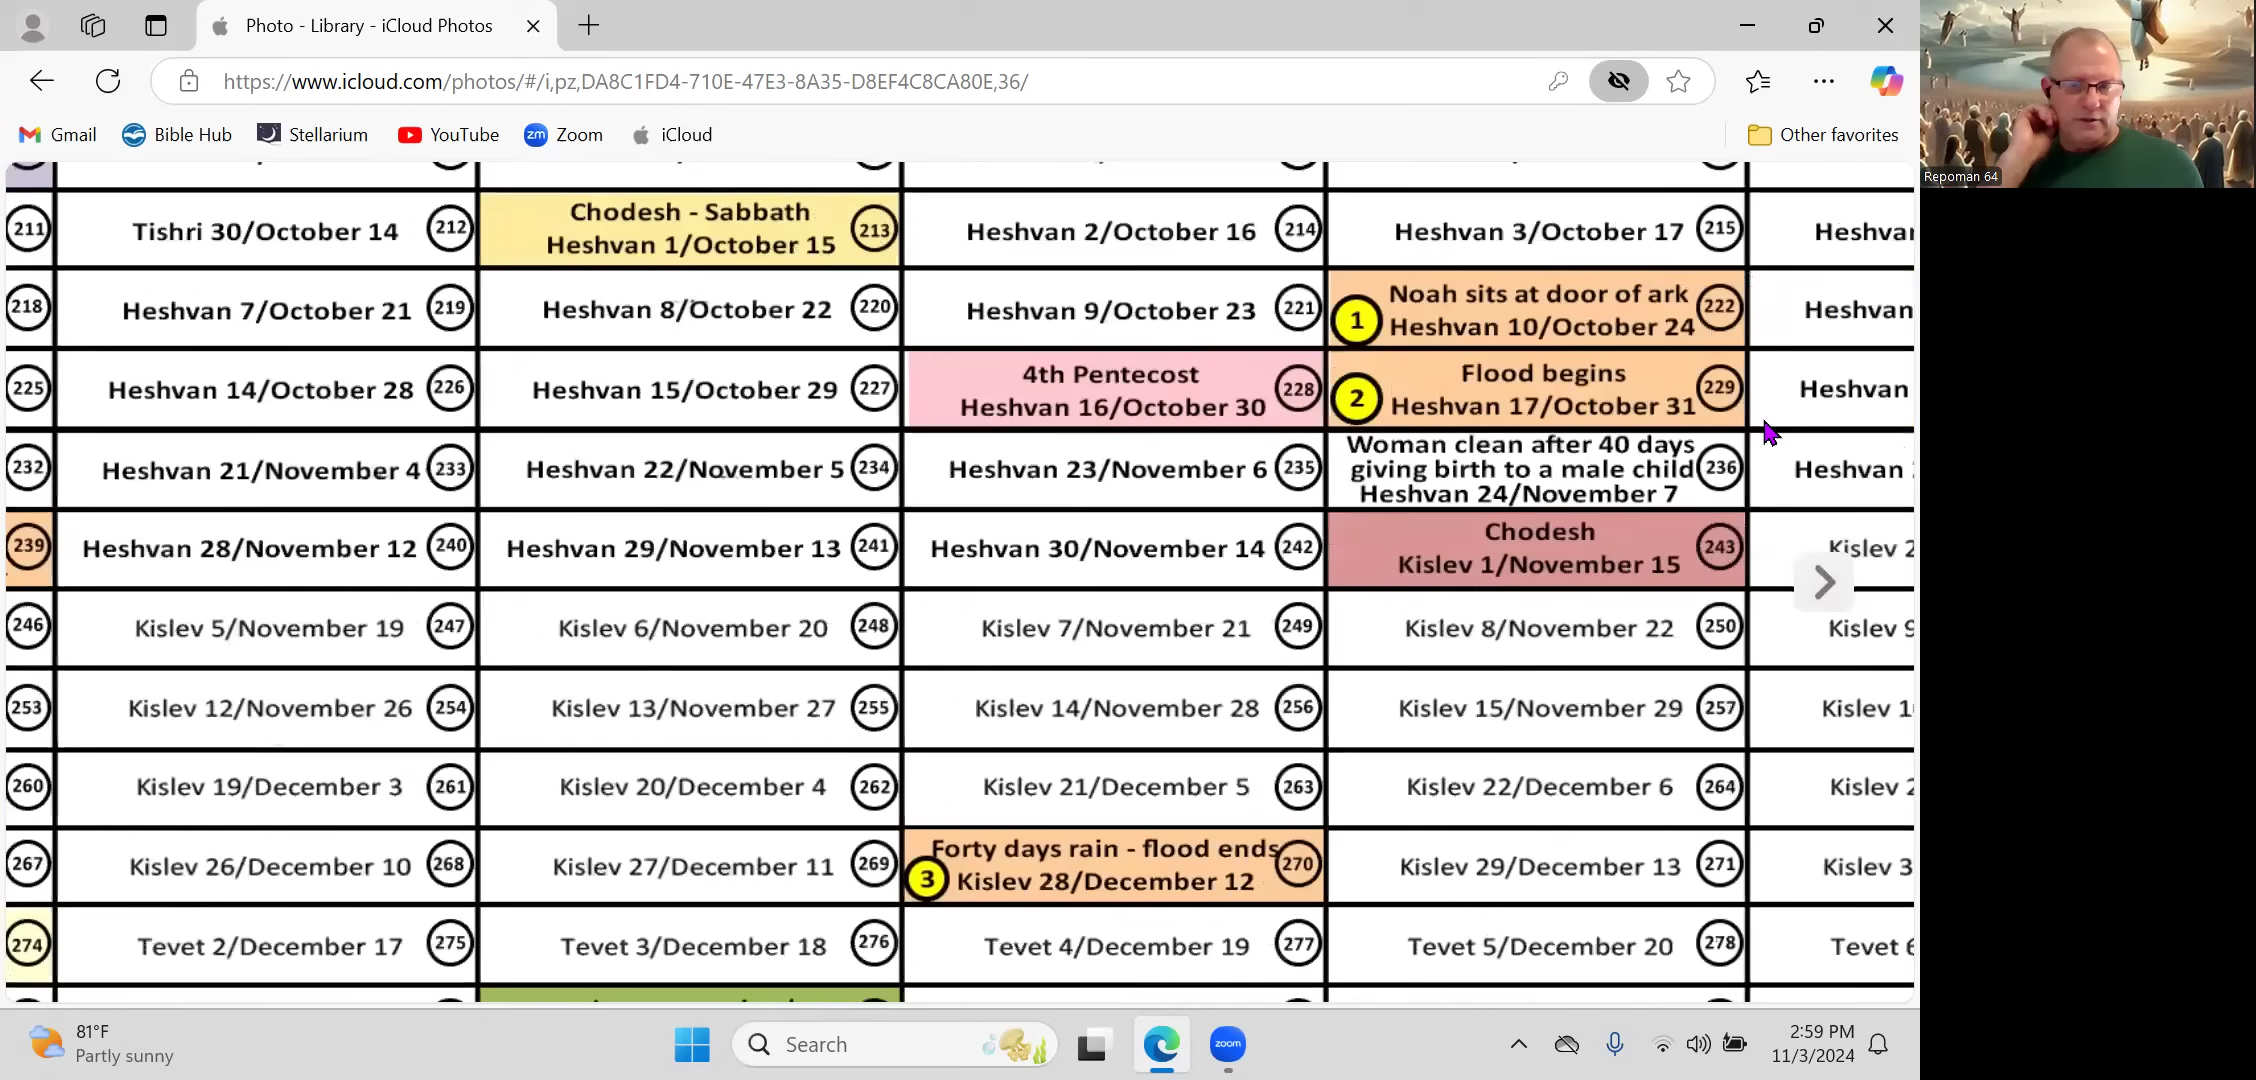 Photo - Library - iCloud Photos
https://www.icloud.com/photos/#/i,pz,DA8C1FD4-710E-47E3-8A35-D8EF4C8CA80E,36/
Gmail
Bible Hub
Stellarium
YouTube
zm Zoom
iCloud
Other favorites
Repoman 64
211
Tishri 30/October 14 212
Chodesh - Sabbath
Heshvan 1/October 15 213
Heshvan 2/October 16 214
Heshvan 3/October 17 215
218
Heshvan 7/October 21 219
Heshvan 8/October 22 220
Heshvan 9/October 23 221
1 Noah sits at door of ark
Heshvan 10/October 24 222
Heshvan
225
Heshvan 14/October 28 226
Heshvan 15/October 29 227
4th Pentecost
Heshvan 16/October 30 228
2 Flood begins
Heshvan 17/October 31 229
Heshvan
232
Heshvan 21/November 4 233
Heshvan 22/November 5 234
Heshvan 23/November 6 235
Woman clean after 40 days
giving birth to a male child
Heshvan 24/November 7 236
Heshvan
239
Heshvan 28/November 12 240
Heshvan 29/November 13 241
Heshvan 30/November 14 242
Chodesh
Kislev 1/November 15 243
Kislev 2
246
Kislev 5/November 19 247
Kislev 6/November 20 248
Kislev 7/November 21 249
Kislev 8/November 22 250
Kislev 9
253
Kislev 12/November 26 254
Kislev 13/November 27 255
Kislev 14/November 28 256
Kislev 15/November 29 257
Kislev 1
260
Kislev 19/December 3 261
Kislev 20/December 4 262
Kislev 21/December 5 263
Kislev 22/December 6 264
Kislev 2
267
Kislev 26/December 10 268
Kislev 27/December 11 269
3 Forty days rain - flood ends
Kislev 28/December 12 270
Kislev 29/December 13 271
Kislev 3
274
Tevet 2/December 17 275
Tevet 3/December 18 276
Tevet 4/December 19 277
Tevet 5/December 20 278
Tevet 6
81°F
Partly sunny
Search
zoom
2:59 PM
11/3/2024